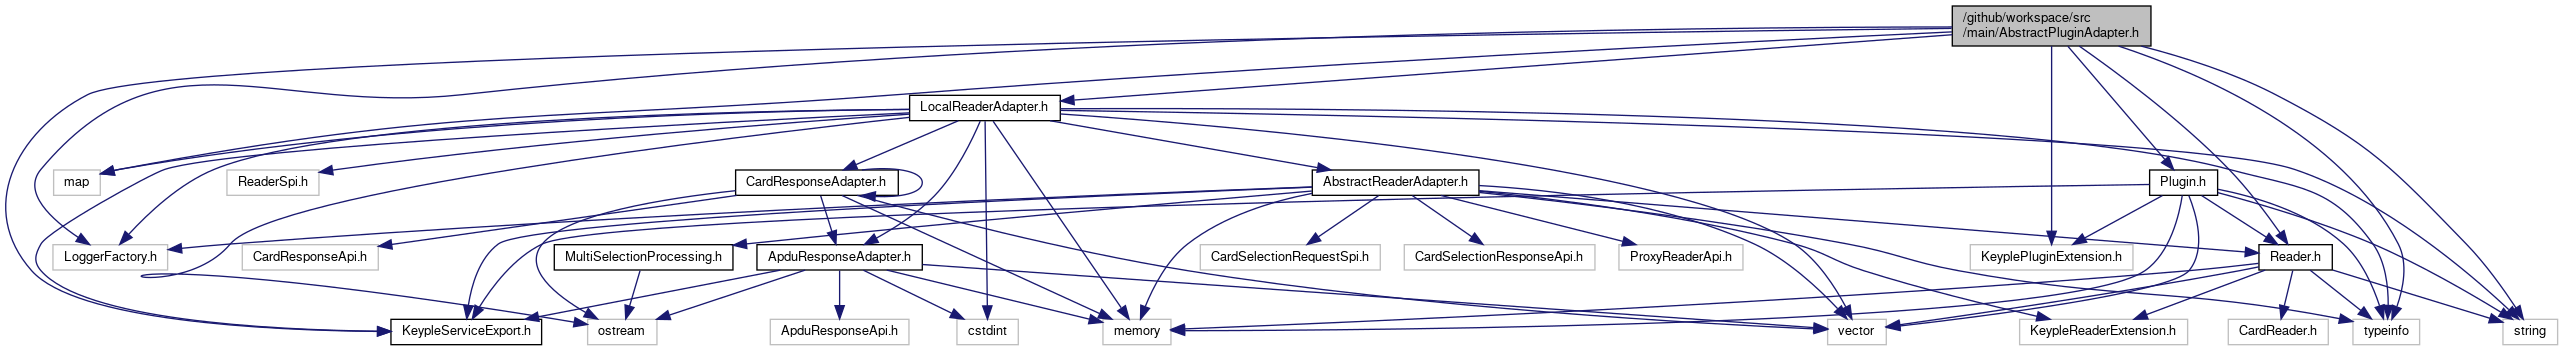 /github/workspace/src
/main/AbstractPluginAdapter.h
LocalReaderAdapter.h
map
ReaderSpi.h
CardResponseAdapter.h
AbstractReaderAdapter.h
Plugin.h
LoggerFactory.h
CardResponseApi.h
MultiSelectionProcessing.h
ApduResponseAdapter.h
CardSelectionRequestSpi.h
CardSelectionResponseApi.h
ProxyReaderApi.h
KeyplePluginExtension.h
Reader.h
KeypleServiceExport.h
ostream
ApduResponseApi.h
cstdint
memory
vector
KeypleReaderExtension.h
CardReader.h
typeinfo
string